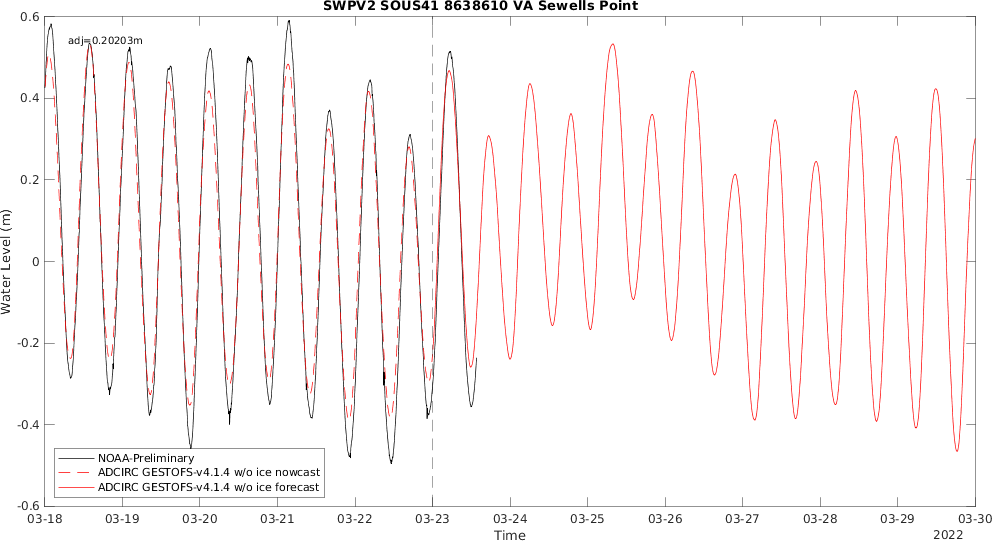 SWPV2 SOUS41 8638610 VA Sewells Point
adj=0.20203m
0.6
0.4
0.2
0
-0.2
-0.4
-0.6
Water Level (m)
NOAA-Preliminary
ADCIRC GESTOFS-v4.1.4 w/o ice nowcast
ADCIRC GESTOFS-v4.1.4 w/o ice forecast
03-18 03-19 03-20 03-21 03-22 03-23 03-24 03-25 03-26 03-27 03-28 03-29 03-30
Time
2022